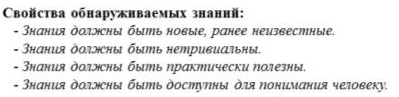 Свойства обнаруживаемых знаний:
- Знания должны быть новые, ранее неизвестные.
- Знания должны быть нетривиальны.
- Знания должны быть практически полезны.
- Знания должны быть доступны для понимания человеку.